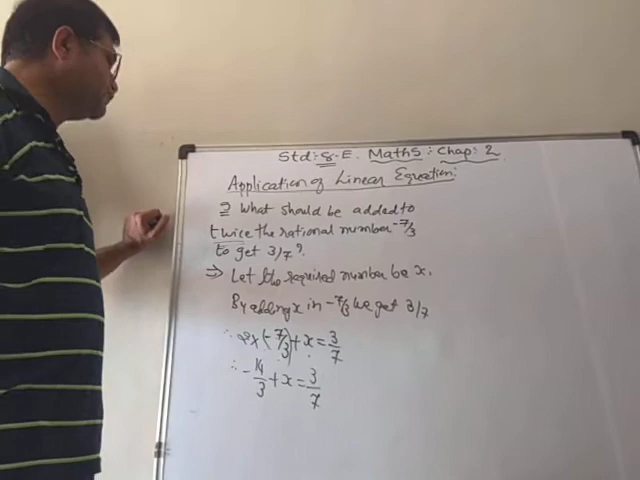 Std:- 8-E. Maths: Chap: 2
Application of Linear Equation:
2 What should be added to
twice the rational number -7/3
to get 3/7?
⇒ Let the required number be x.
By adding x in -7/3 we get 3/7
∴ 2x(-7/3) + x = 3/7
∴ -14/3 + x = 3/7